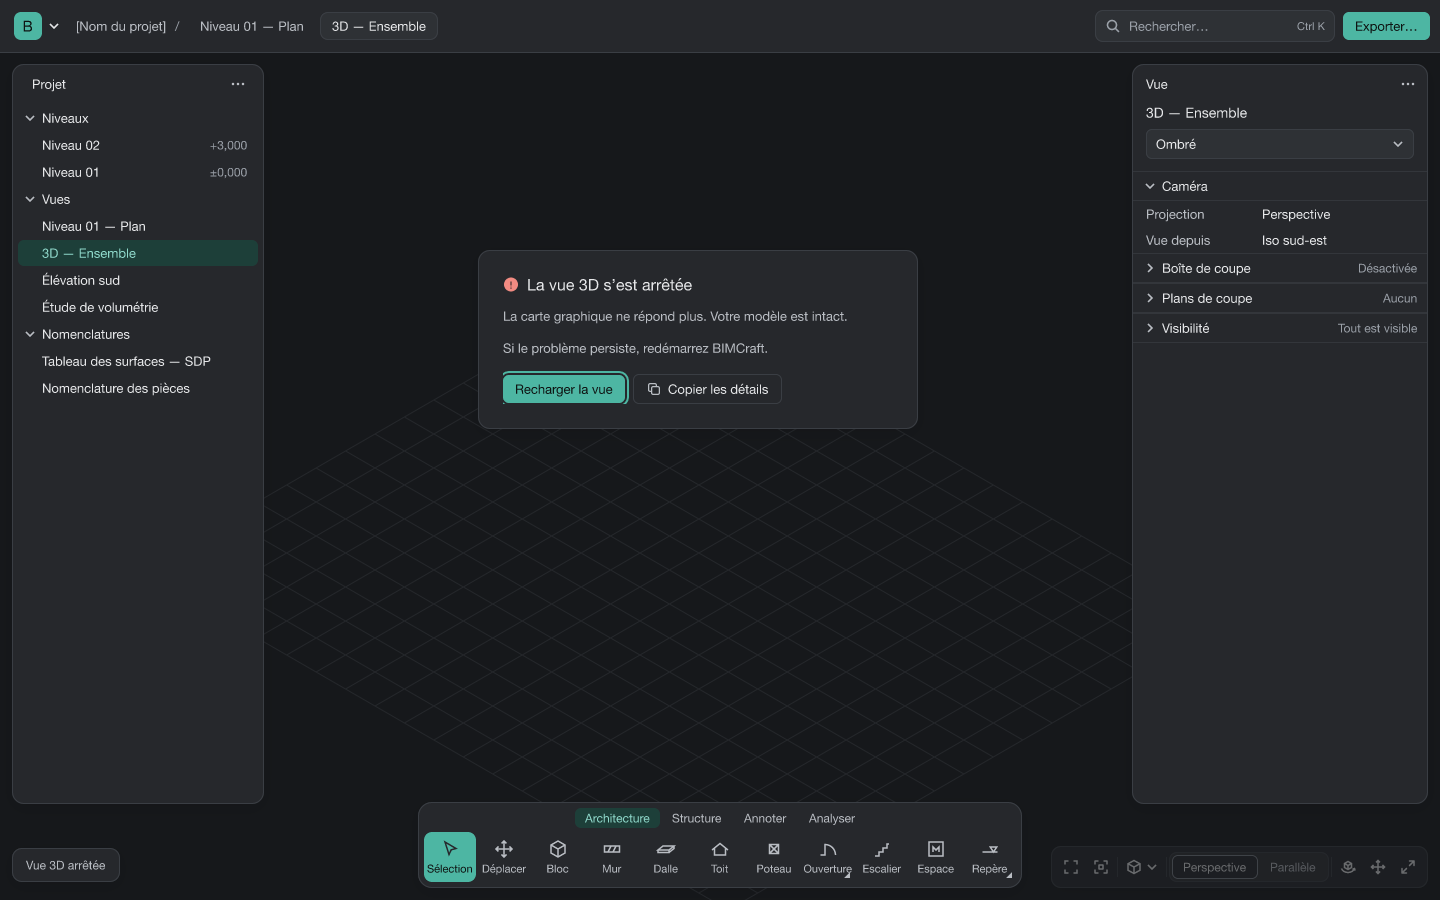 B [Nom du projet] / Niveau 01 — Plan 3D — Ensemble Rechercher… Ctrl K Exporter…
Projet
Niveaux
Niveau 02 +3,000
Niveau 01 ±0,000
Vues
Niveau 01 — Plan
3D — Ensemble
Élévation sud
Étude de volumétrie
Nomenclatures
Tableau des surfaces — SDP
Nomenclature des pièces
La vue 3D s’est arrêtée
La carte graphique ne répond plus. Votre modèle est intact.
Si le problème persiste, redémarrez BIMCraft.
Recharger la vue Copier les détails
Vue
3D — Ensemble
Ombré
Caméra
Projection Perspective
Vue depuis Iso sud-est
Boîte de coupe Désactivée
Plans de coupe Aucun
Visibilité Tout est visible
Architecture Structure Annoter Analyser
Sélection Déplacer Bloc Mur Dalle Toit Poteau Ouverture Escalier Espace Repère
Vue 3D arrêtée
Perspective Parallèle